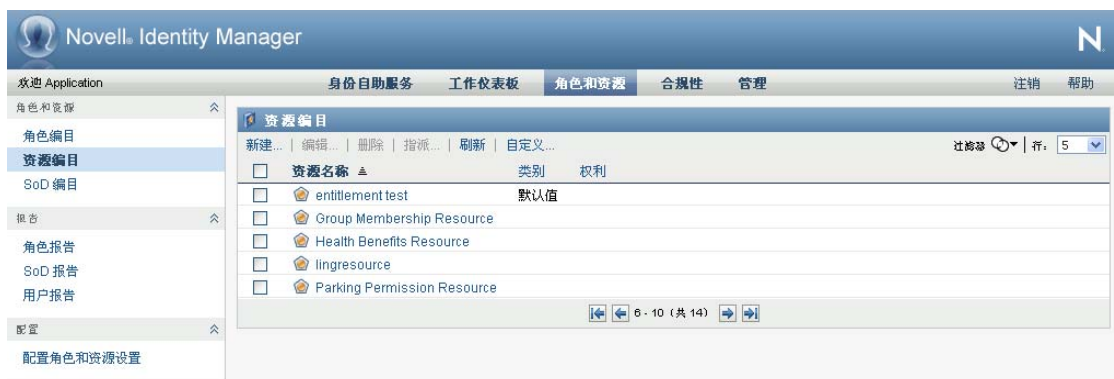 Novell® Identity Manager
N
欢迎 Application 身份自助服务 工作仪表板 角色和资源 合规性 管理 注销 帮助
角色和资源
角色编目
资源编目
SoD 编目
报告
角色报告
SoD 报告
用户报告
配置
配置角色和资源设置
资源编目
新建... | 编辑... | 删除 | 指派... | 刷新 | 自定义... 过滤器 行: 5
资源名称 类别 权利
entitlement test 默认值
Group Membership Resource
Health Benefits Resource
lingresource
Parking Permission Resource
6 - 10 (共 14)